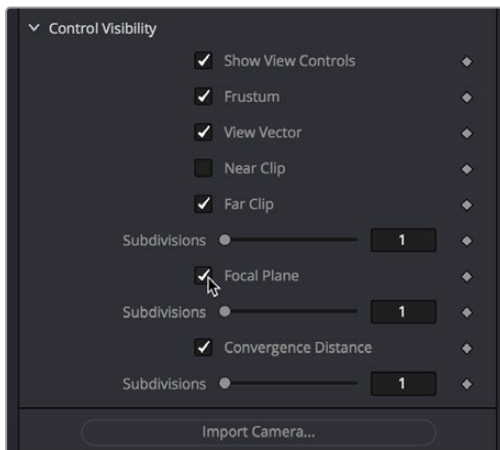 Control Visibility
Show View Controls
Frustum
View Vector
Near Clip
Far Clip
Subdivisions 1
Focal Plane
Subdivisions 1
Convergence Distance
Subdivisions 1
Import Camera...